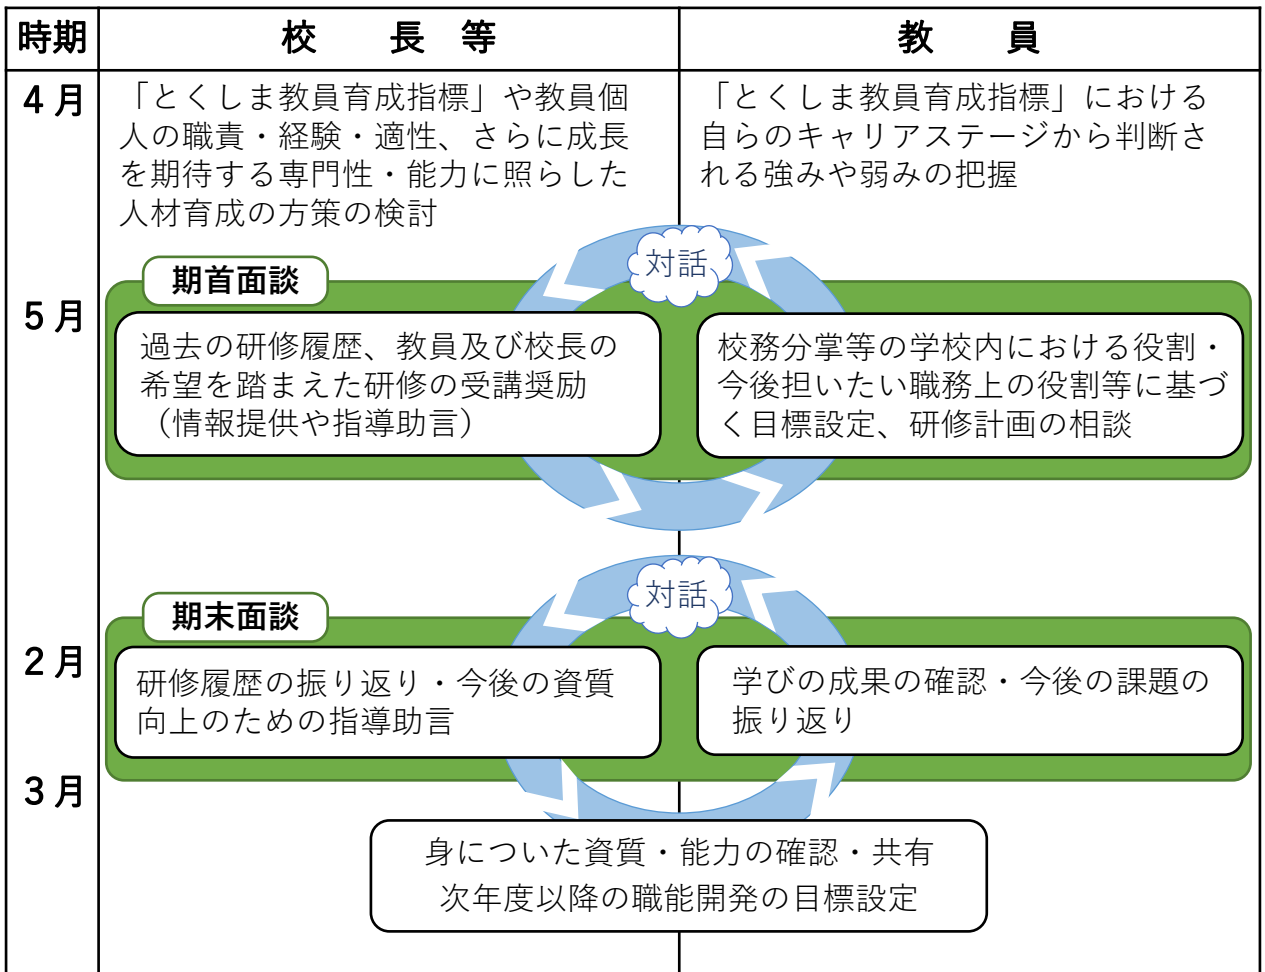 時期
校長等
教員
4月
「とくしま教員育成指標」や教員個
人の職責・経験・適性、さらに成長
を期待する専門性・能力に照らした
人材育成の方策の検討
「とくしま教員育成指標」における
自らのキャリアステージから判断さ
れる強みや弱みの把握
対話
期首面談
5月
過去の研修履歴、教員及び校長の
希望を踏まえた研修の受講奨励
（情報提供や指導助言）
校務分掌等の学校内における役割・
今後担いたい職務上の役割等に基づ
く目標設定、研修計画の相談
対話
期末面談
2月
研修履歴の振り返り・今後の資質
向上のための指導助言
学びの成果の確認・今後の課題の
振り返り
3月
身についた資質・能力の確認・共有
次年度以降の職能開発の目標設定